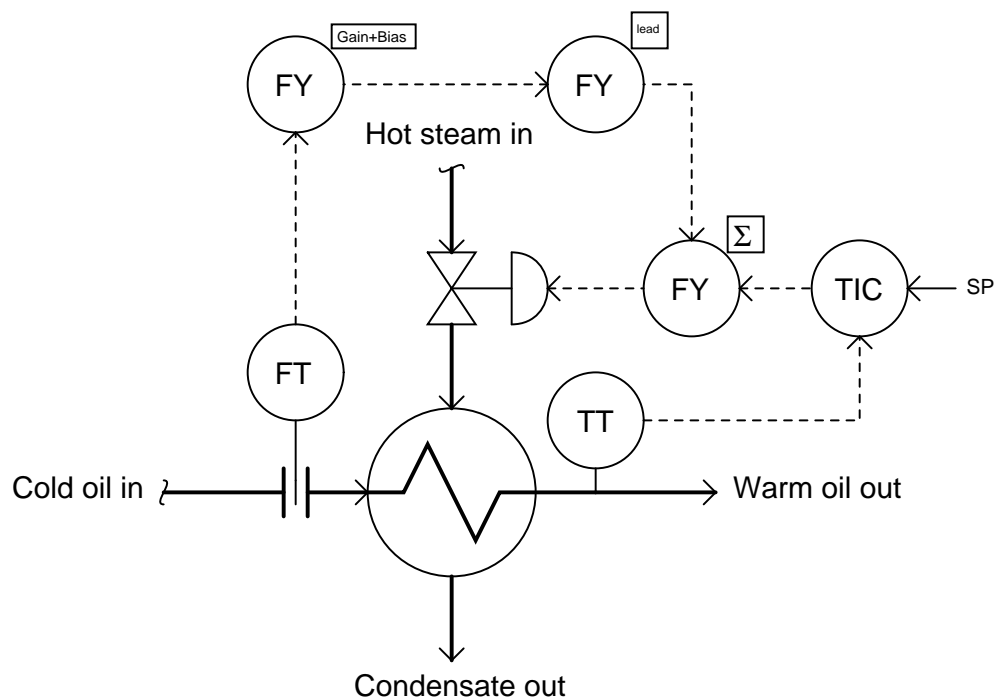 Gain+Bias
lead
FY
FY
Hot steam in
Σ
FY
TIC
SP
FT
TT
Cold oil in
Warm oil out
Condensate out